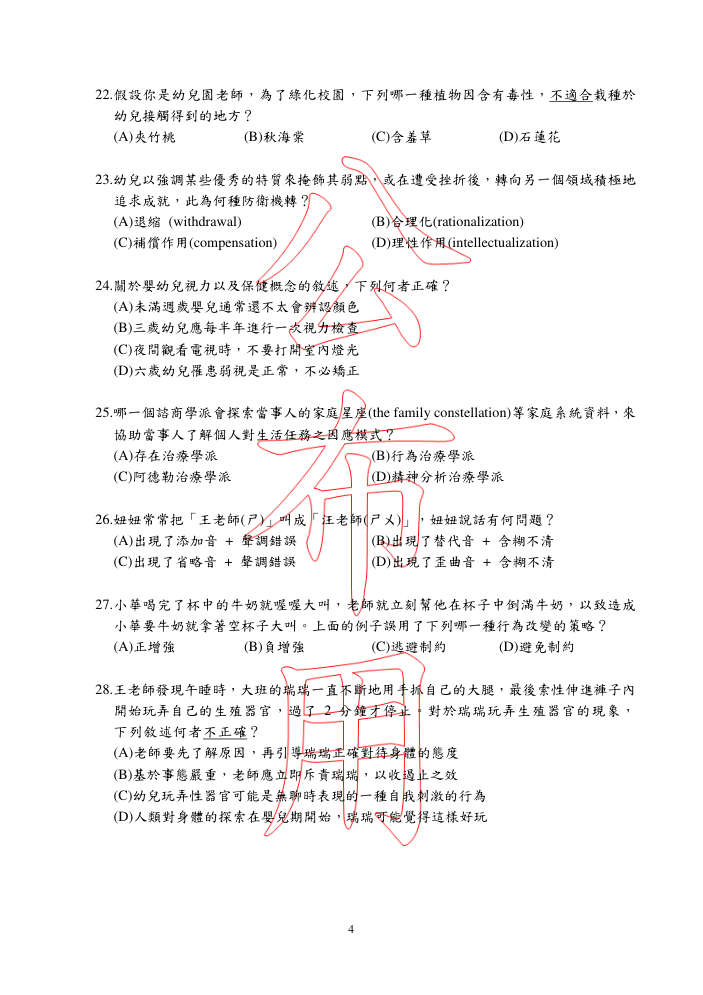 22.假設你是幼兒園老師，為了綠化校園，下列哪一種植物因含有毒性，不適合栽種於
幼兒接觸得到的地方？
(A)夾竹桃 (B)秋海棠 (C)含羞草 (D)石蓮花
23.幼兒以強調某些優秀的特質來掩飾其弱點，或在遭受挫折後，轉向另一個領域積極地
追求成就，此為何種防衛機轉？
(A)退縮 (withdrawal) (B)合理化(rationalization)
(C)補償作用(compensation) (D)理性作用(intellectualization)
24.關於嬰幼兒視力以及保健概念的敘述，下列何者正確？
(A)未滿週歲嬰兒通常還不太會辨認顏色
(B)三歲幼兒應每半年進行一次視力檢查
(C)夜間觀看電視時，不要打開室內燈光
(D)六歲幼兒罹患弱視是正常，不必矯正
25.哪一個諮商學派會探索當事人的家庭星座(the family constellation)等家庭系統資料，來
協助當事人了解個人對生活任務之因應模式？
(A)存在治療學派 (B)行為治療學派
(C)阿德勒治療學派 (D)精神分析治療學派
26.妞妞常常把「王老師(ㄕ)」叫成「汪老師(ㄕㄨ)」，妞妞說話有何問題？
(A)出現了添加音 + 聲調錯誤 (B)出現了替代音 + 含糊不清
(C)出現了省略音 + 聲調錯誤 (D)出現了歪曲音 + 含糊不清
27.小華喝完了杯中的牛奶就喔喔大叫，老師就立刻幫他在杯子中倒滿牛奶，以致造成
小華要牛奶就拿著空杯子大叫。上面的例子誤用了下列哪一種行為改變的策略？
(A)正增強 (B)負增強 (C)逃避制約 (D)避免制約
28.王老師發現午睡時，大班的瑞瑞一直不斷地用手抓自己的大腿，最後索性伸進褲子內
開始玩弄自己的生殖器官，過了 2 分鐘才停止。對於瑞瑞玩弄生殖器官的現象，
下列敘述何者不正確？
(A)老師要先了解原因，再引導瑞瑞正確對待身體的態度
(B)基於事態嚴重，老師應立即斥責瑞瑞，以收遏止之效
(C)幼兒玩弄性器官可能是無聊時表現的一種自我刺激的行為
(D)人類對身體的探索在嬰兒期開始，瑞瑞可能覺得這樣好玩
公布用
4